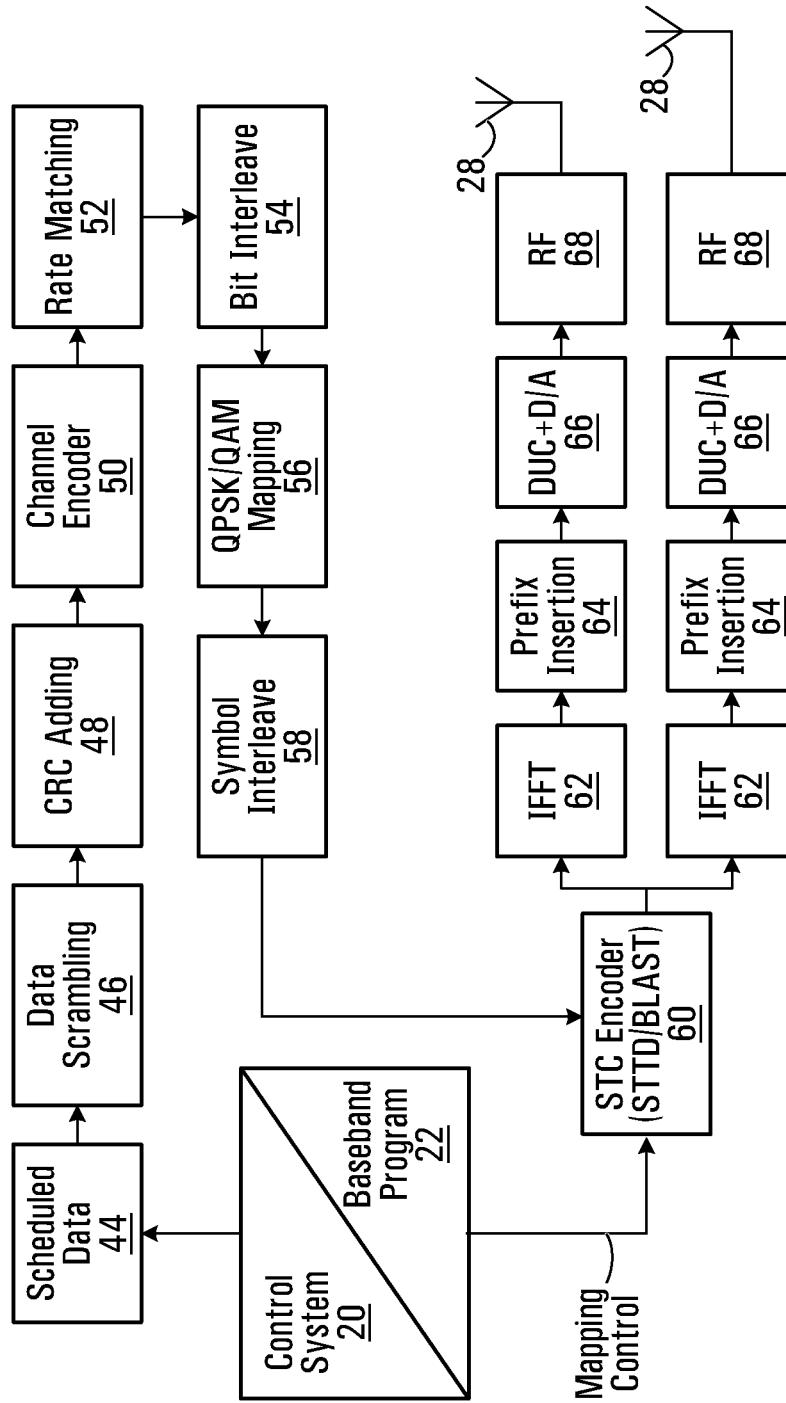 Scheduled
Data
44
Data
Scrambling
46
CRC Adding
48
Channel
Encoder
50
Rate Matching
52
Bit Interleave
54
QPSK/QAM
Mapping
56
Symbol
Interleave
58
Control
System
20
Baseband
Program
22
Mapping
Control
STC Encoder
(STTD/BLAST)
60
IFFT
62
Prefix
Insertion
64
DUC+D/A
66
RF
68
28
IFFT
62
Prefix
Insertion
64
DUC+D/A
66
RF
68
28